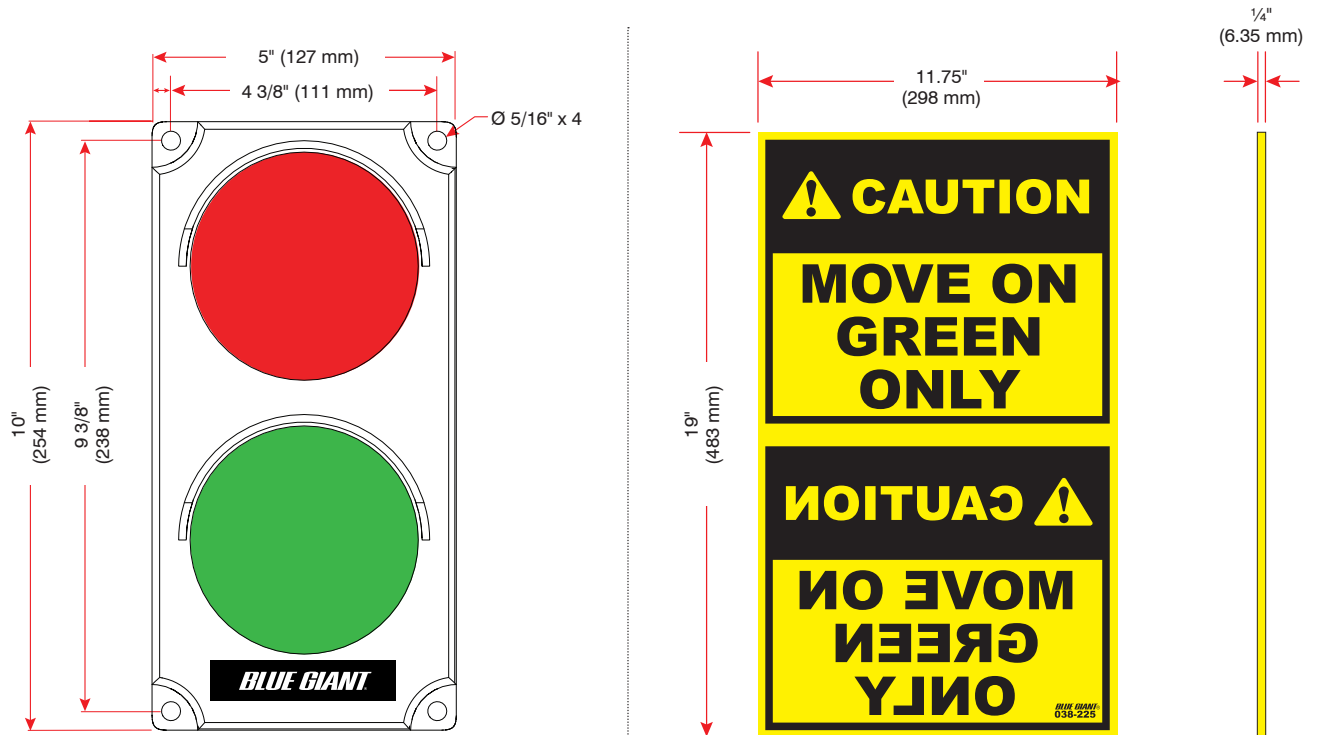 5" (127 mm)
4 3/8" (111 mm)
Ø 5/16" x 4
10"
(254 mm)
9 3/8"
(238 mm)
BLUE GIANT
11.75"
(298 mm)
¼"
(6.35 mm)
19"
(483 mm)
CAUTION
MOVE ON
GREEN
ONLY
CAUTION
MOVE ON
GREEN
ONLY
BLUE GIANT®
038-225